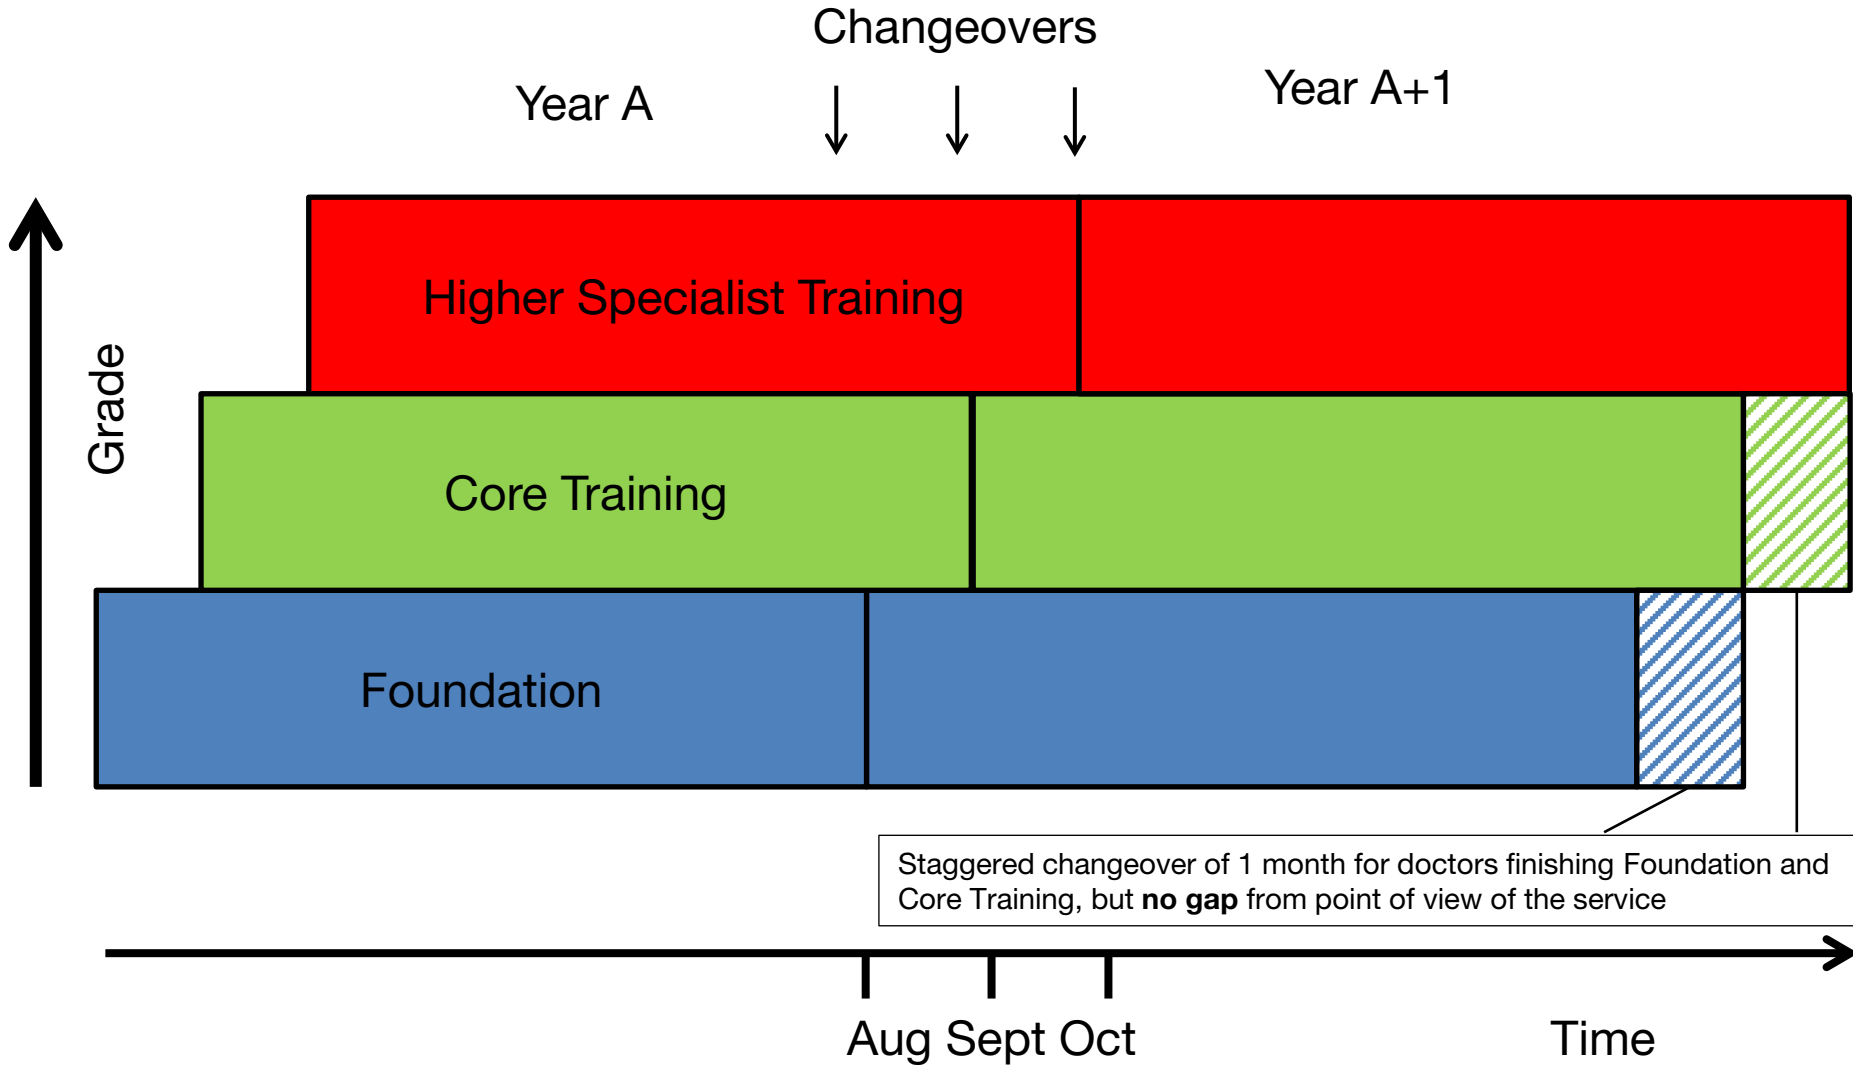 Changeovers
Year A
Year A+1
Grade
Higher Specialist Training
Core Training
Foundation
Staggered changeover of 1 month for doctors finishing Foundation and
Core Training, but no gap from point of view of the service
Aug Sept Oct
Time